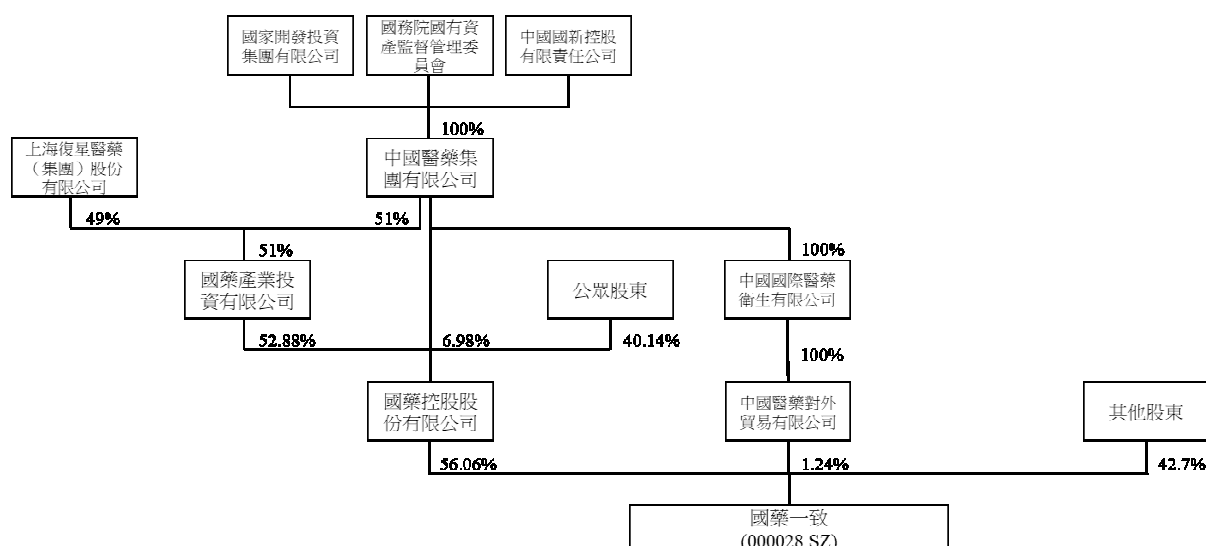 國家開發投資
集團有限公司
國務院國有資
產監督管理委
員會
中國國新控股
有限責任公司
100%
上海復星醫藥
（集團）股份
有限公司
中國醫藥集
團有限公司
49%
51%
51%
100%
國藥產業投
資有限公司
公眾股東
中國國際醫藥
衛生有限公司
52.88%
6.98%
40.14%
100%
國藥控股股
份有限公司
中國醫藥對外
貿易有限公司
其他股東
56.06%
1.24%
42.7%
國藥一致
(000028.SZ)